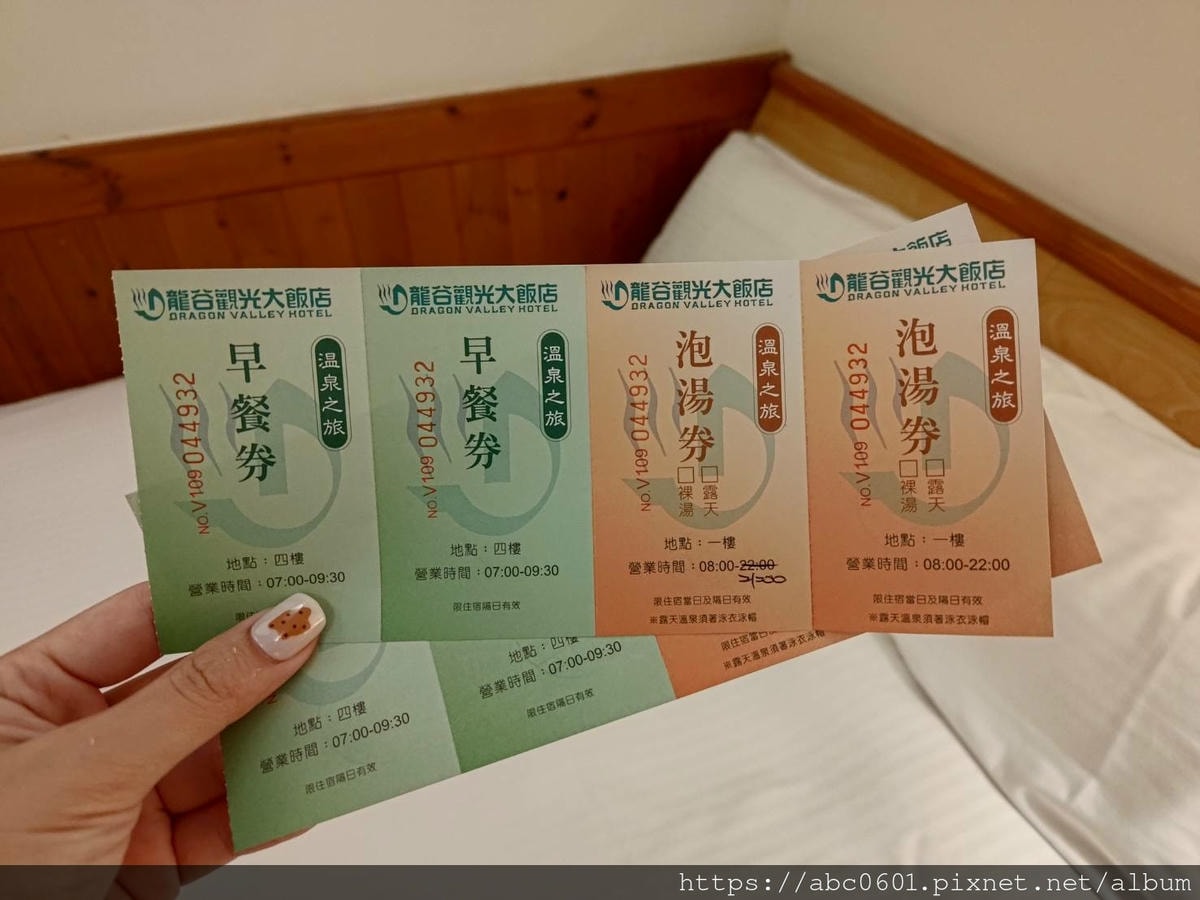 龍谷觀光大飯店
DRAGON VALLEY HOTEL
溫泉之旅
早餐券
NO.V109 044932
地點：四樓
營業時間：07:00-09:30
龍谷觀光大飯店
DRAGON VALLEY HOTEL
溫泉之旅
早餐券
NO.V109 044932
地點：四樓
營業時間：07:00-09:30
限住宿隔日有效
龍谷觀光大飯店
DRAGON VALLEY HOTEL
溫泉之旅
泡湯券
□露天
□裸湯
NO.V109 044932
地點：一樓
營業時間：08:00-22:00
21:00
限住宿當日及隔日有效
※露天溫泉須著泳衣泳帽
龍谷觀光大飯店
DRAGON VALLEY HOTEL
溫泉之旅
泡湯券
□露天
□裸湯
NO.V109 044932
地點：一樓
營業時間：08:00-22:00
限住宿當日及隔日有效
※露天溫泉須著泳衣泳帽
大飯店
地點：四樓
營業時間：07:00-09:30
限住宿隔日有效
四樓
營業時間：07:00-09:30
限住宿隔日有效
限住宿當日
※露天溫泉須著泳衣泳帽
https://abc0601.pixnet.net/album